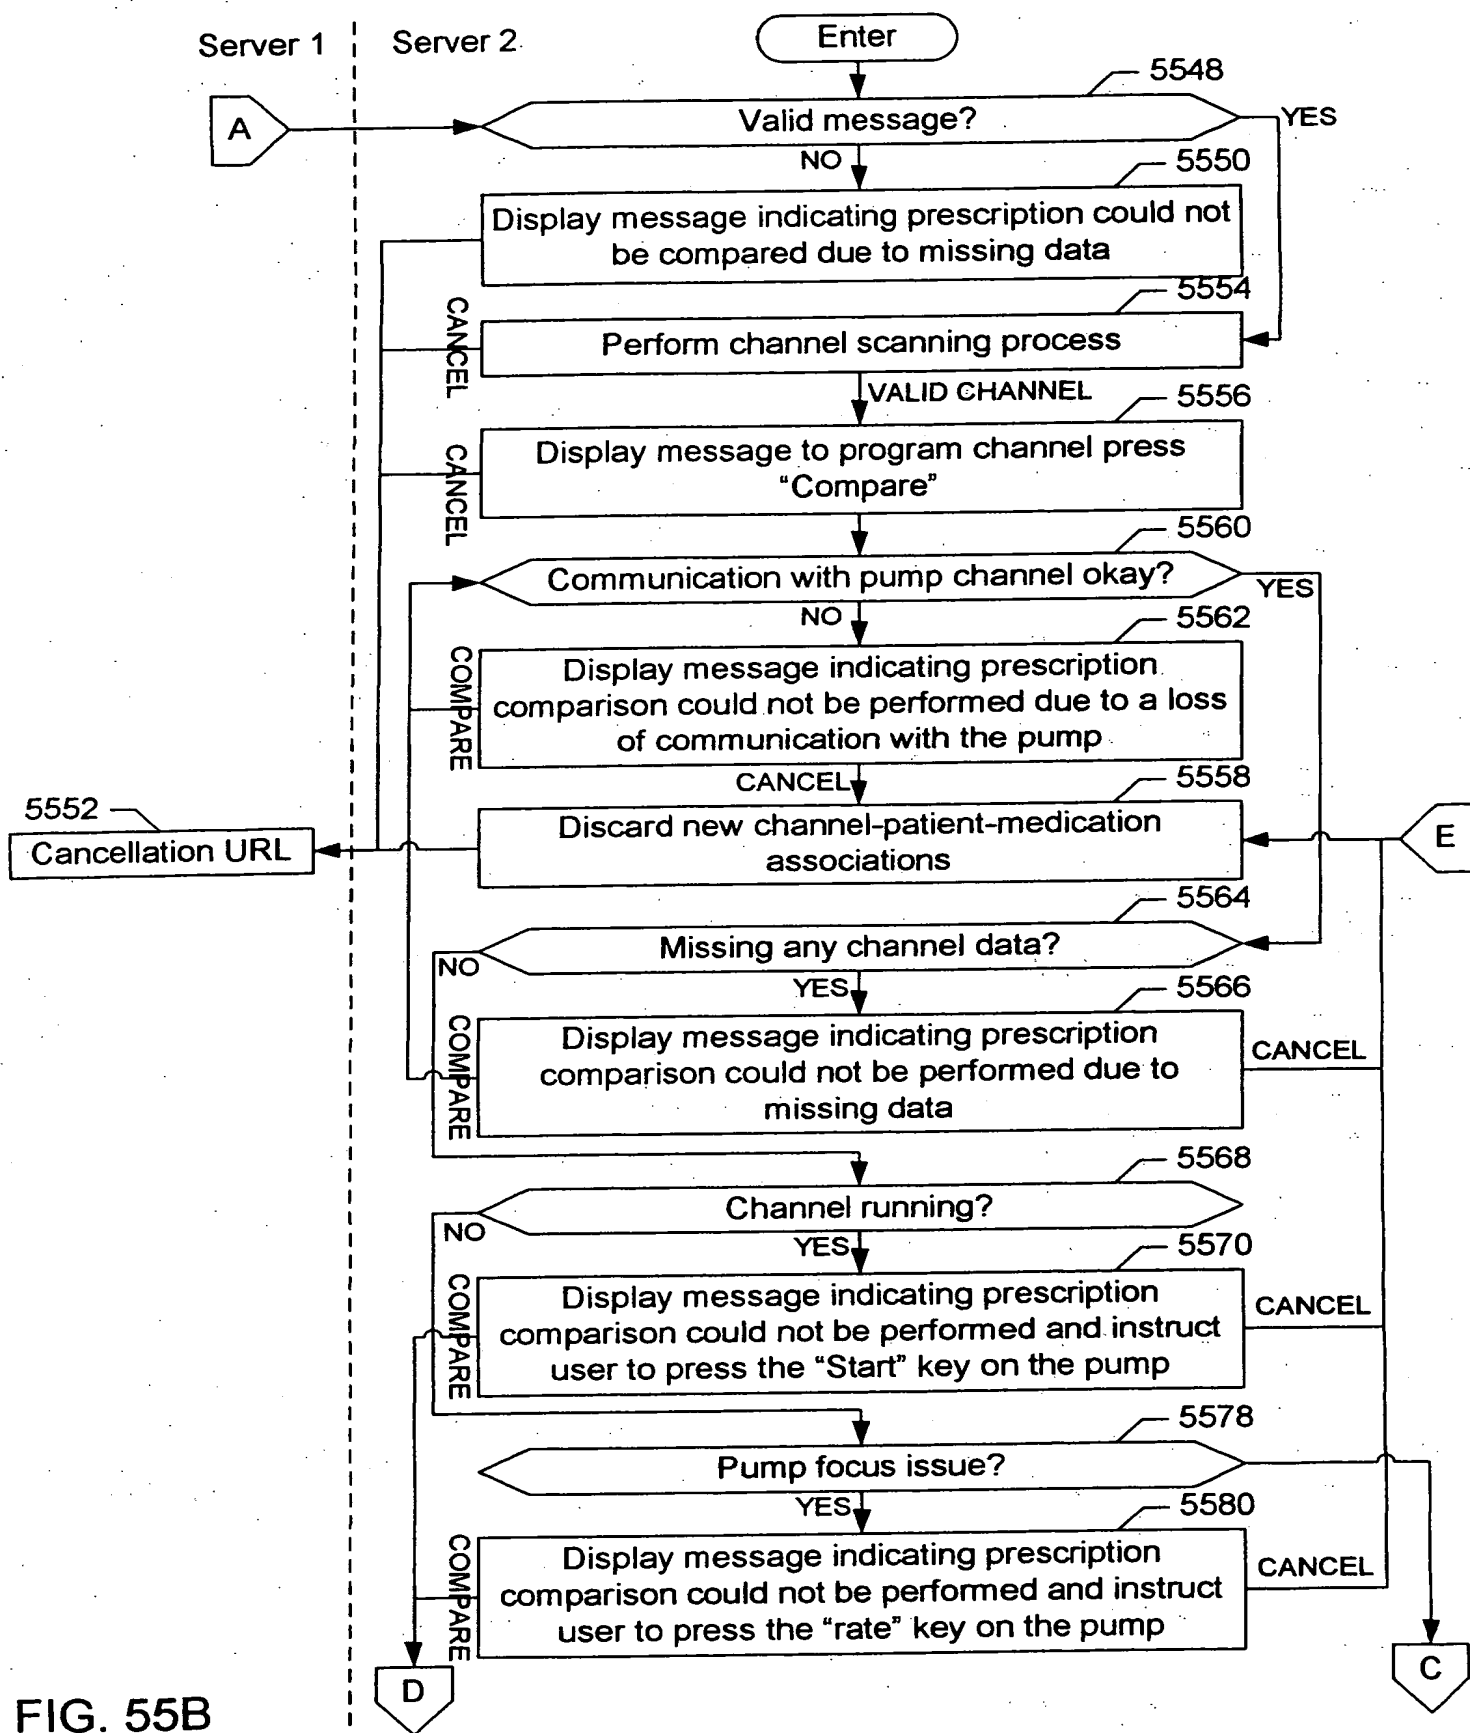 Server 1
Server 2
Enter
5548
A
Valid message?
YES
NO
5550
Display message indicating prescription could not
be compared due to missing data
5554
CANCEL
Perform channel scanning process
VALID CHANNEL
5556
CANCEL
Display message to program channel press
“Compare”
5560
Communication with pump channel okay?
YES
NO
5562
COMPARE
Display message indicating prescription
comparison could not be performed due to a loss
of communication with the pump
CANCEL
5558
5552
Cancellation URL
Discard new channel-patient-medication
associations
E
5564
Missing any channel data?
NO
YES
5566
COMPARE
Display message indicating prescription
comparison could not be performed due to
missing data
CANCEL
5568
Channel running?
NO
YES
5570
COMPARE
Display message indicating prescription
comparison could not be performed and instruct
user to press the “Start” key on the pump
CANCEL
5578
Pump focus issue?
YES
5580
COMPARE
Display message indicating prescription
comparison could not be performed and instruct
user to press the “rate” key on the pump
CANCEL
D
C
FIG. 55B